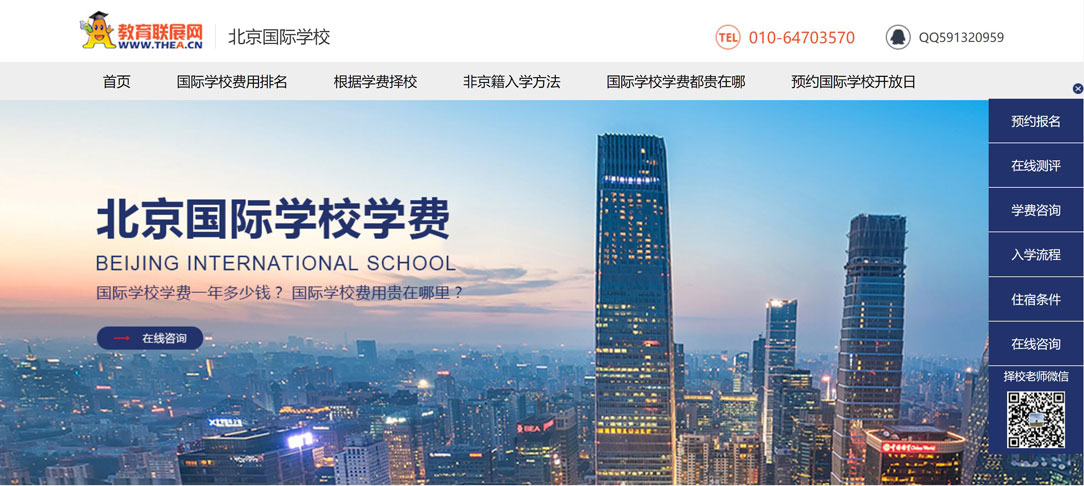 教育联展网
WWW.THEA.CN
北京国际学校
TEL 010-64703570
QQ591320959
首页 国际学校费用排名 根据学费择校 非京籍入学方法 国际学校学费都贵在哪 预约国际学校开放日
北京国际学校学费
BEIJING INTERNATIONAL SCHOOL
国际学校学费一年多少钱？ 国际学校费用贵在哪里？
在线咨询
预约报名
在线测评
学费咨询
入学流程
住宿条件
在线咨询
择校老师微信